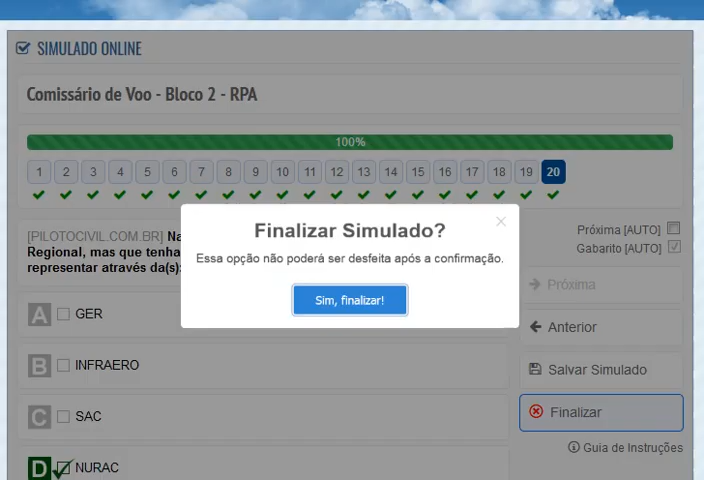 SIMULADO ONLINE
Comissário de Voo - Bloco 2 - RPA
100%
1 2 3 4 5 6 7 8 9 10 11 12 13 14 15 16 17 18 19 20
[PILOTOCIVIL.COM.BR]
Regional, mas que tenha
representar através da(s):
Finalizar Simulado?
×
Essa opção não poderá ser desfeita após a confirmação.
Sim, finalizar!
Próxima [AUTO]
Gabarito [AUTO]
A GER
B INFRAERO
C SAC
D NURAC
Próxima
Anterior
Salvar Simulado
Finalizar
Guia de Instruções